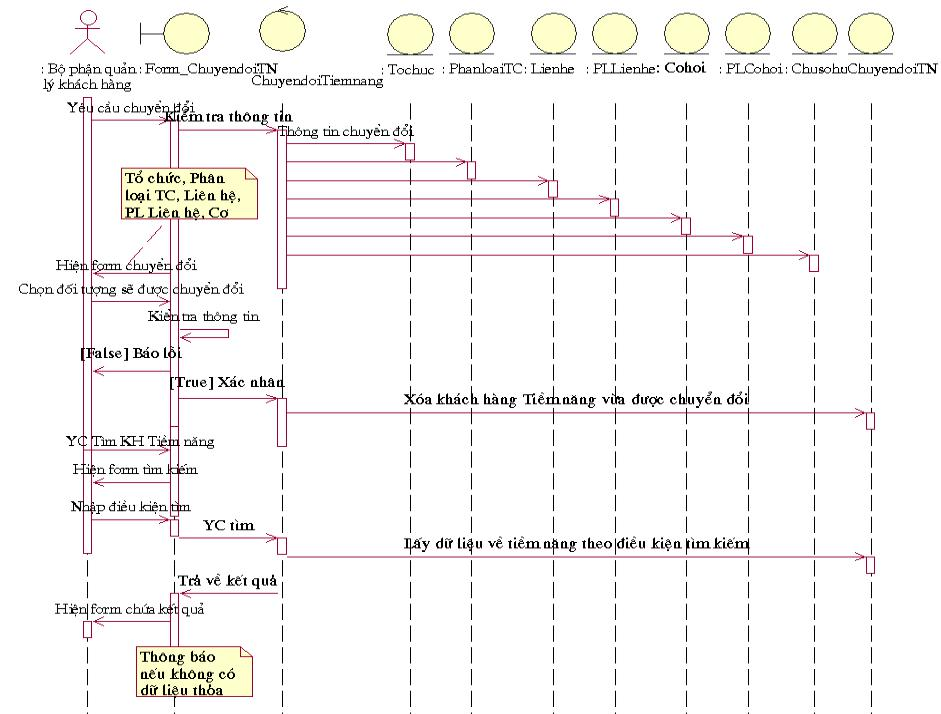 : Bộ phận quản
lý khách hàng
: Form_ChuyendoiTN
ChuyendoiTiemnang
: Tochuc
: PhanloaiTC
: Lienhe
: PLLienhe
: Cohoi
: PLCohoi
: Chusohu
ChuyendoiTN
Yêu cầu chuyển đổi
Kiểm tra thông tin
Thông tin chuyển đổi
Tổ chức, Phân
loại TC, Liên hệ,
PL Liên hệ, Cơ
Hiện form chuyển đổi
Chọn đối tượng sẽ được chuyển đổi
Kiển tra thông tin
[False] Báo lỗi
[True] Xác nhân
Xóa khách hàng Tiềm năng vừa được chuyển đổi
YC Tìm KH Tiềm năng
Hiện form tìm kiếm
Nhập điều kiện tìm
YC tìm
Lấy dữ liệu về tiềm năng theo điều kiện tìm kiếm
Trả về kết quả
Hiện form chứa kết quả
Thông báo
nếu không có
dữ liệu thỏa